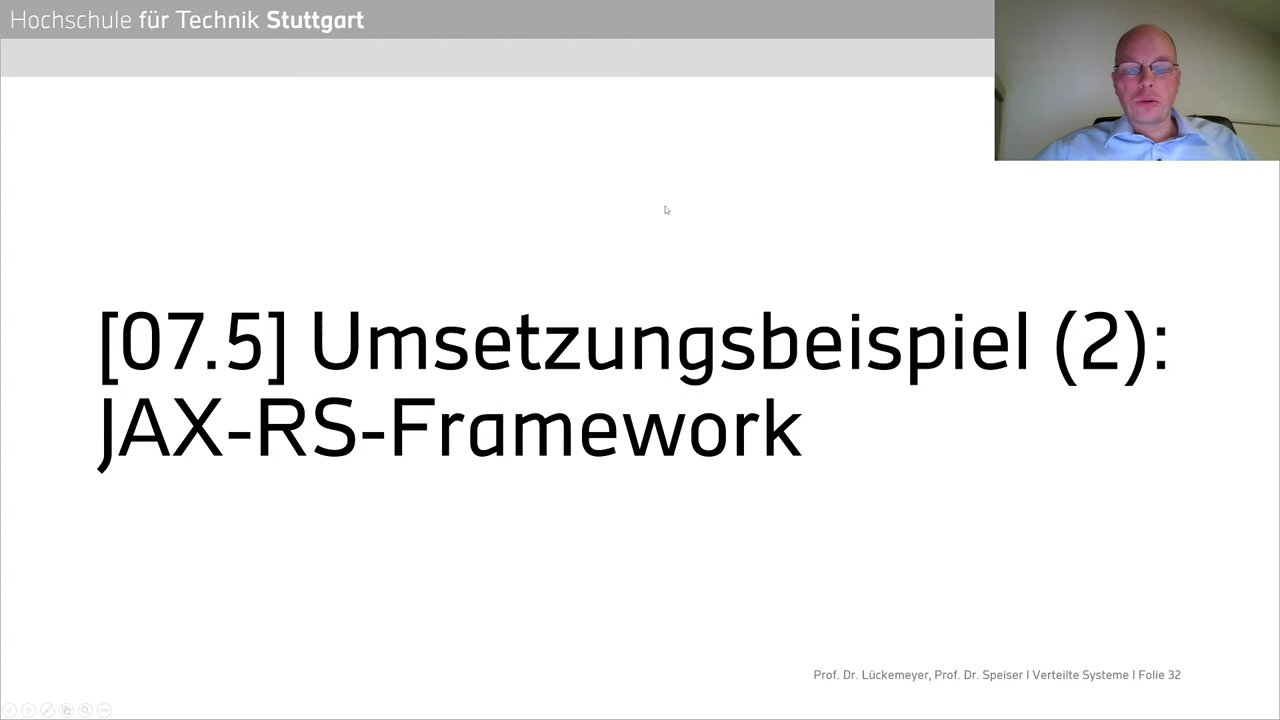 Hochschule für Technik Stuttgart
[07.5] Umsetzungsbeispiel (2):
JAX-RS-Framework
Prof. Dr. Lückemeyer, Prof. Dr. Speiser I Verteilte Systeme I Folie 32